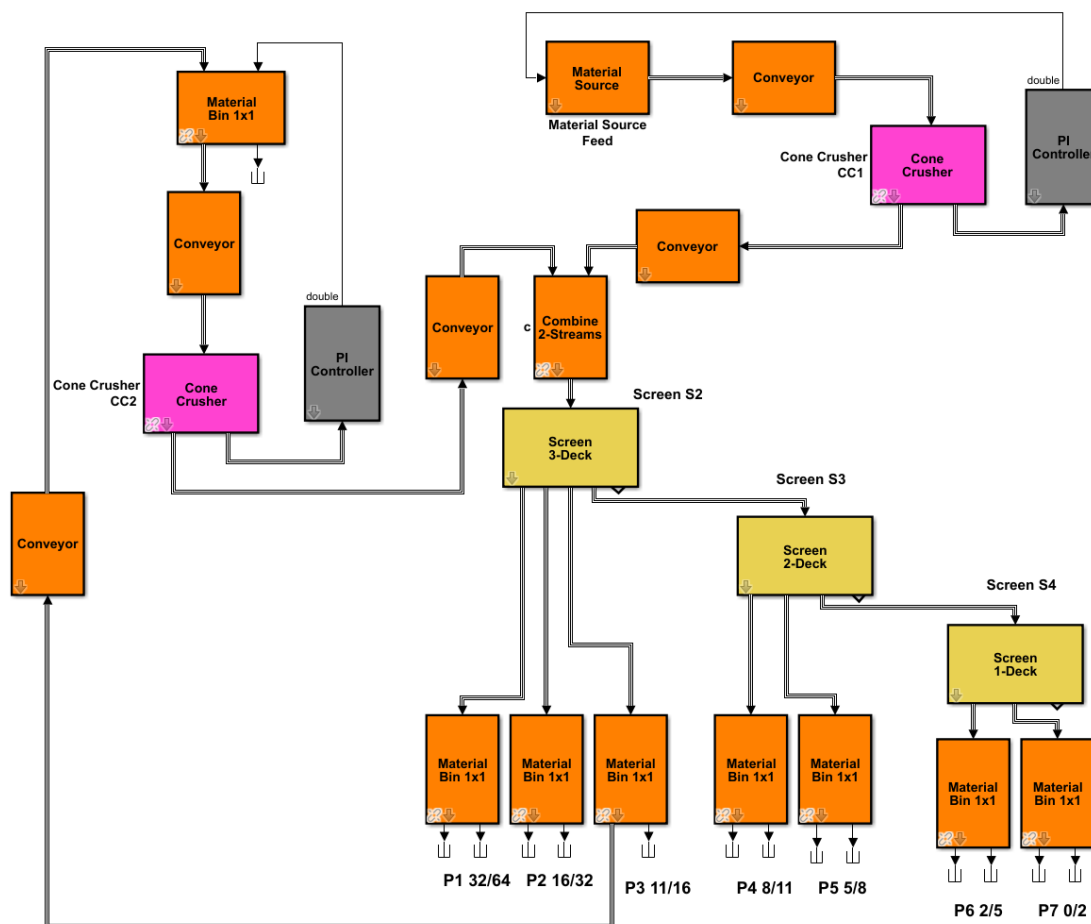 Material
Bin 1x1
double
Material
Source
Material Source
Feed
Conveyor
double
PI
Controller
Cone Crusher
CC1
Cone
Crusher
Conveyor
Conveyor
double
PI
Controller
Conveyor
c
Combine
2-Streams
Cone Crusher
CC2
Cone
Crusher
Screen S2
Screen
3-Deck
Conveyor
Screen S3
Screen
2-Deck
Screen S4
Screen
1-Deck
Material
Bin 1x1
Material
Bin 1x1
Material
Bin 1x1
Material
Bin 1x1
Material
Bin 1x1
Material
Bin 1x1
Material
Bin 1x1
P1 32/64
P2 16/32
P3 11/16
P4 8/11
P5 5/8
P6 2/5
P7 0/2